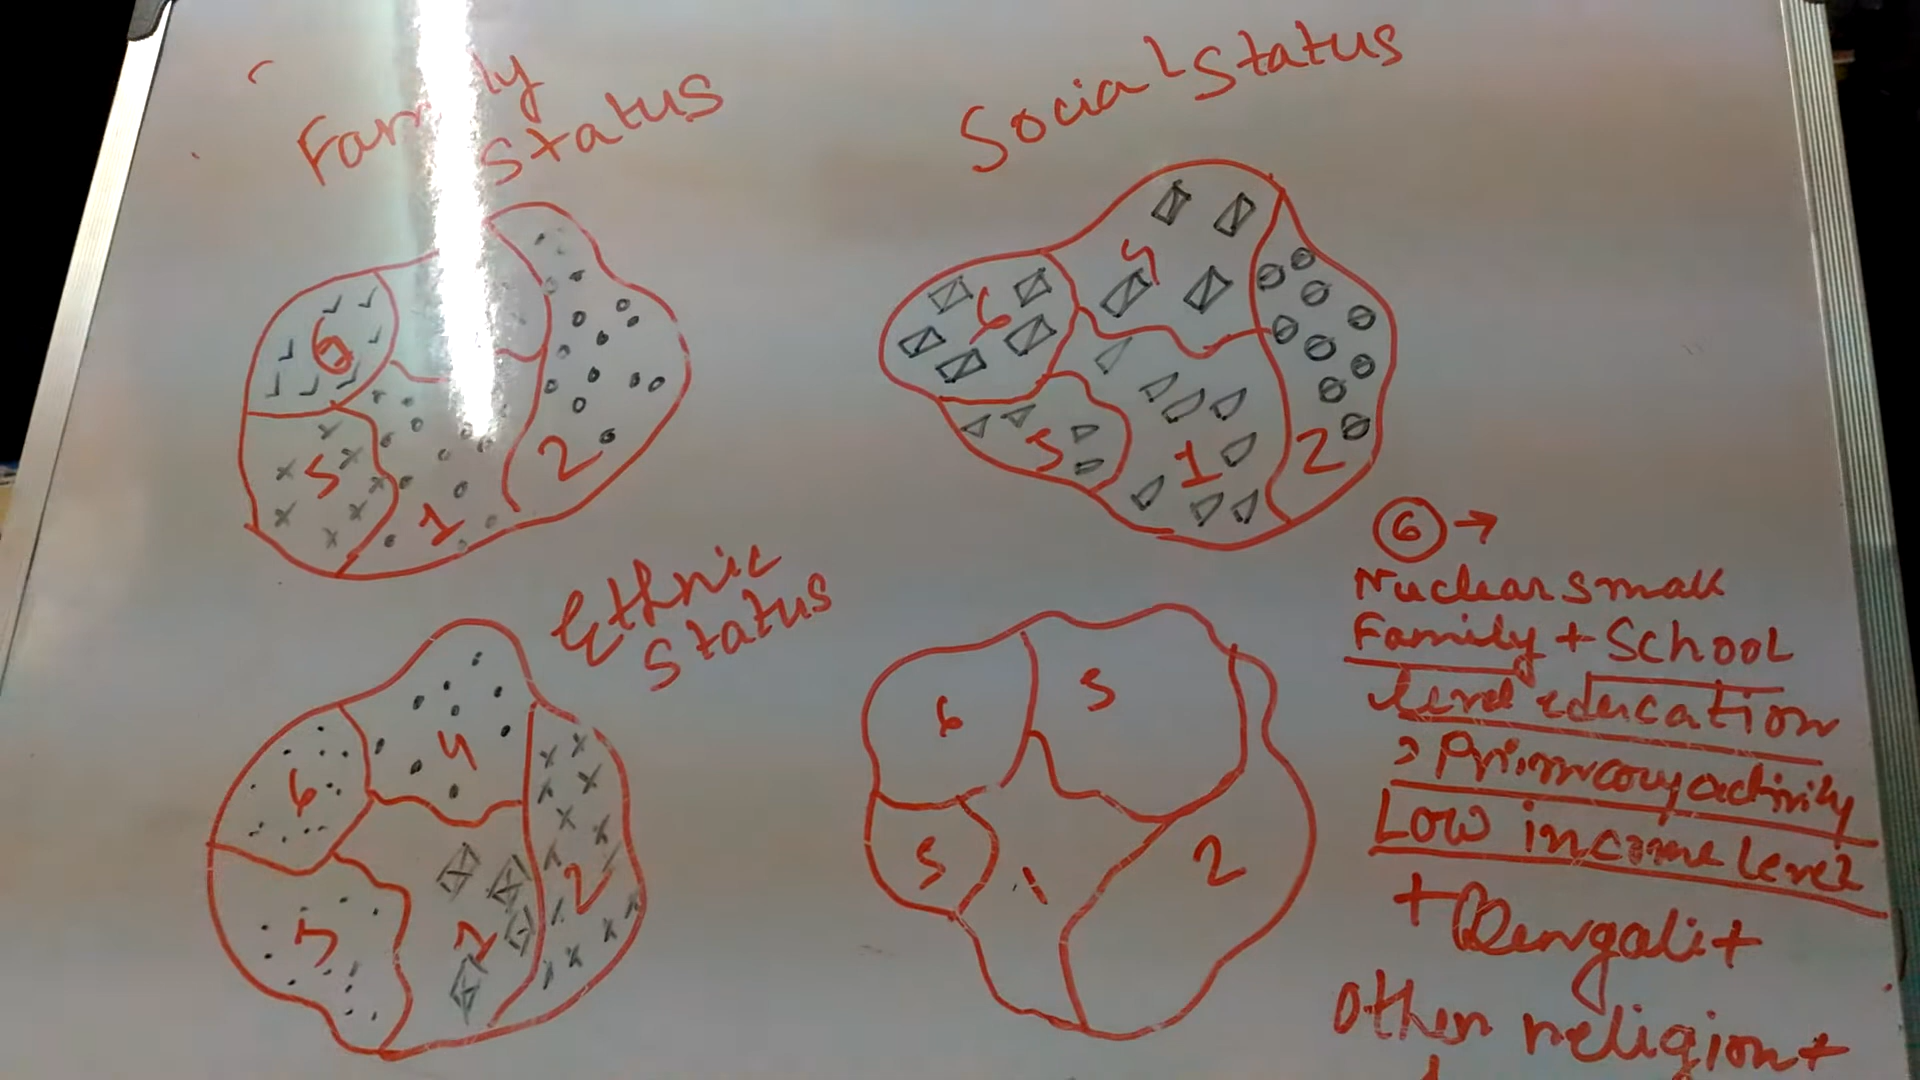 Family
Status
Social Status
6
5
1
2
4
6
5
1
2
Ethnic
Status
4
6
5
1
2
6
5
5
1
2
6 →
Nuclear small
Family + School
level education
> Primary activity
Low income level
+ Bengali +
Other religion +